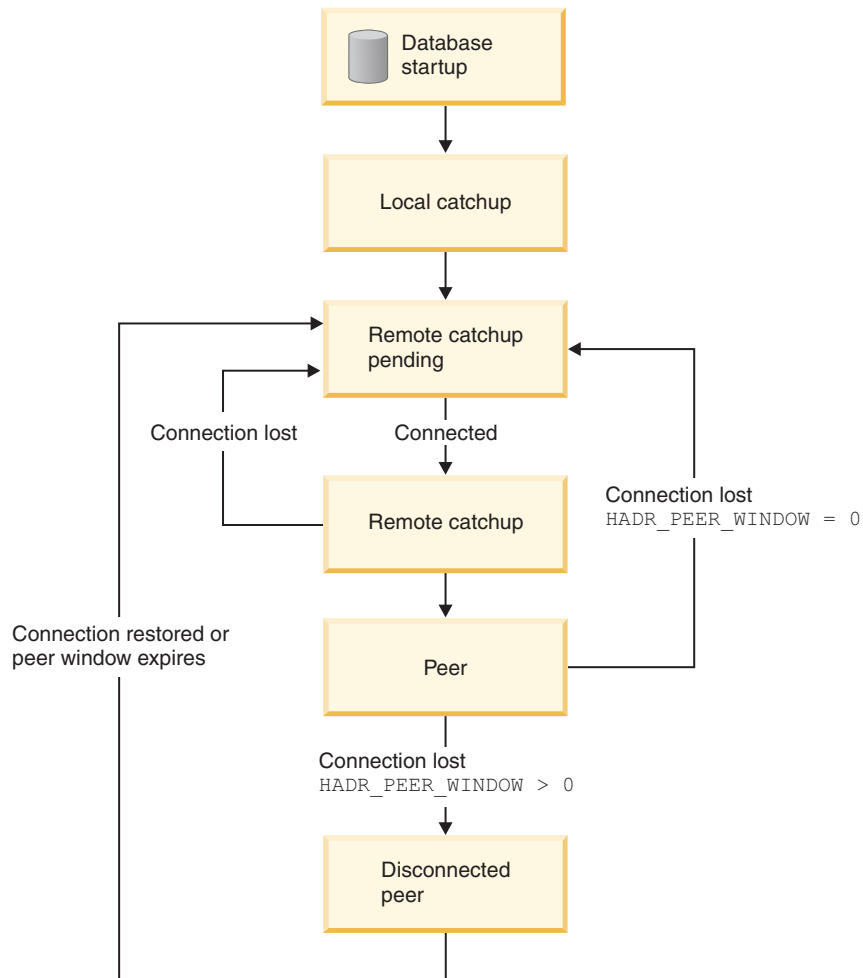 Database
startup
Local catchup
Remote catchup
pending
Connection lost
Connected
Connection lost
HADR_PEER_WINDOW = 0
Remote catchup
Connection restored or
peer window expires
Peer
Connection lost
HADR_PEER_WINDOW > 0
Disconnected
peer